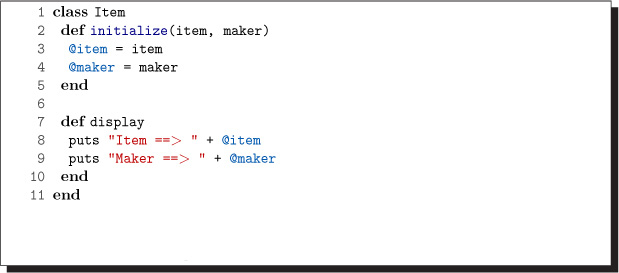 1 class Item
2 def initialize(item, maker)
3 @item = item
4 @maker = maker
5 end
6
7 def display
8 puts "Item ==> " + @item
9 puts "Maker ==> " + @maker
10 end
11 end